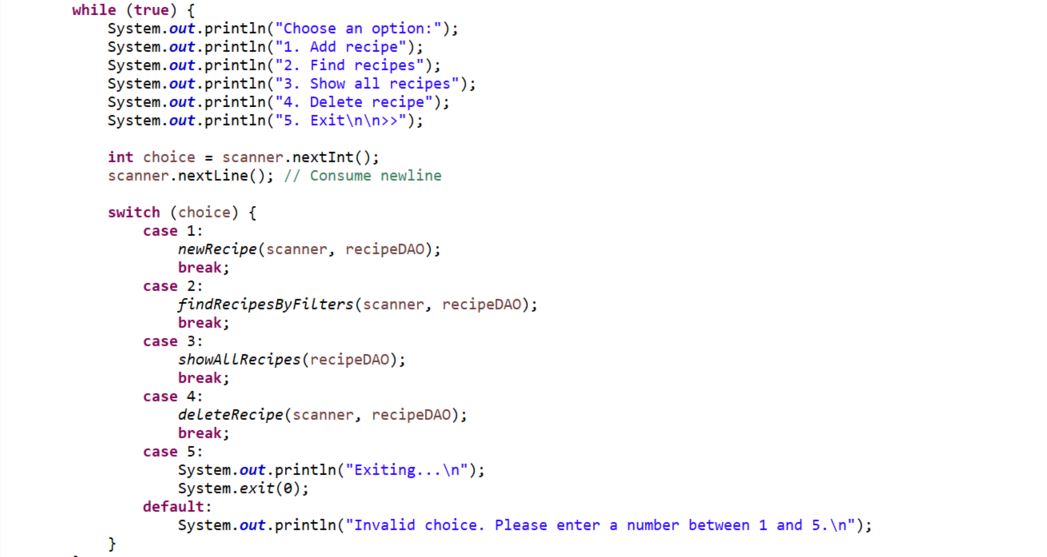 while (true) {
System.out.println("Choose an option:");
System.out.println("1. Add recipe");
System.out.println("2. Find recipes");
System.out.println("3. Show all recipes");
System.out.println("4. Delete recipe");
System.out.println("5. Exit\n\n>>");
int choice = scanner.nextInt();
scanner.nextLine(); // Consume newline
switch (choice) {
case 1:
newRecipe(scanner, recipeDAO);
break;
case 2:
findRecipesByFilters(scanner, recipeDAO);
break;
case 3:
showAllRecipes(recipeDAO);
break;
case 4:
deleteRecipe(scanner, recipeDAO);
break;
case 5:
System.out.println("Exiting...\n");
System.exit(0);
default:
System.out.println("Invalid choice. Please enter a number between 1 and 5.\n");
}